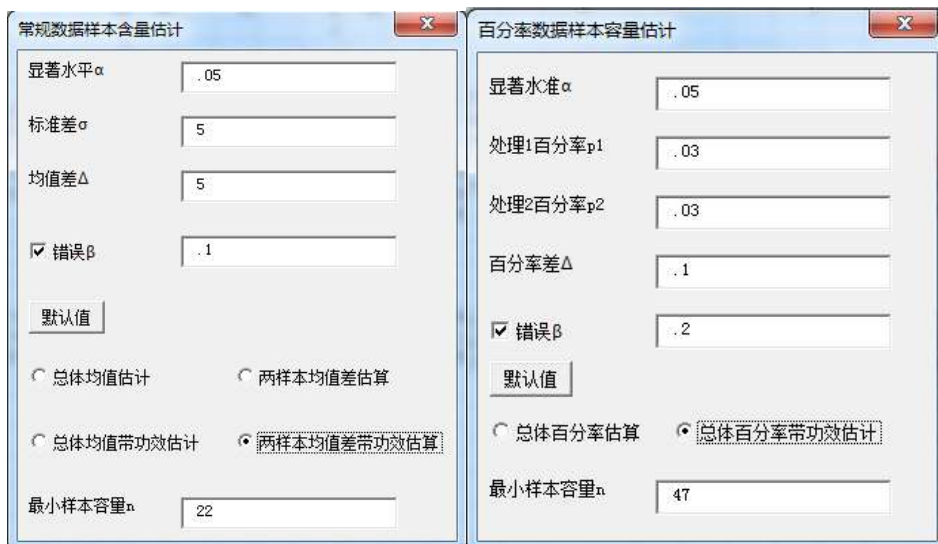 常规数据样本含量估计
显著水平α
.05
标准差σ
5
均值差Δ
5
错误β
.1
默认值
总体均值估计
两样本均值差估算
总体均值带功效估计
两样本均值差带功效估算
最小样本容量n
22
百分率数据样本容量估计
显著水准α
.05
处理1百分率p1
.03
处理2百分率p2
.03
百分率差Δ
.1
错误β
.2
默认值
总体百分率估算
总体百分率带功效估计
最小样本容量n
47